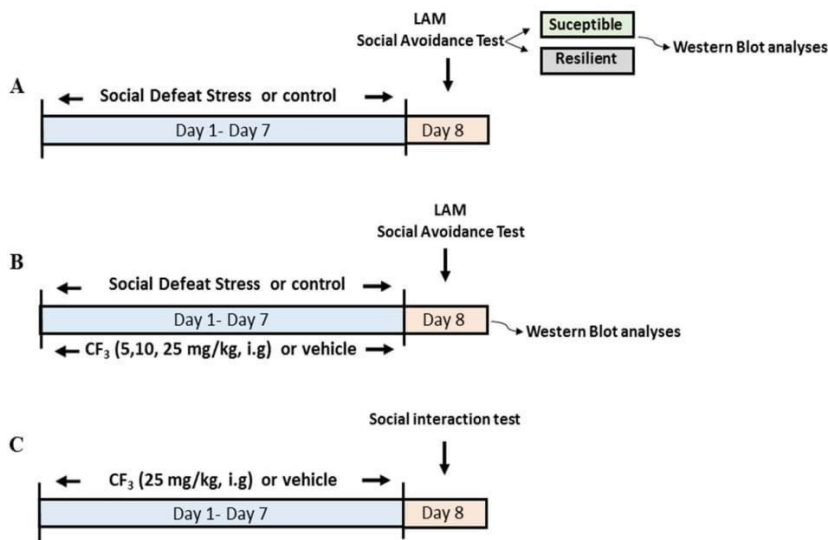 LAM
Social Avoidance Test
Suceptible
Resilient
Western Blot analyses
A
Social Defeat Stress or control
Day 1- Day 7
Day 8
LAM
Social Avoidance Test
B
Social Defeat Stress or control
Day 1- Day 7
Day 8
Western Blot analyses
CF₃ (5,10, 25 mg/kg, i.g) or vehicle
Social interaction test
C
CF₃ (25 mg/kg, i.g) or vehicle
Day 1- Day 7
Day 8